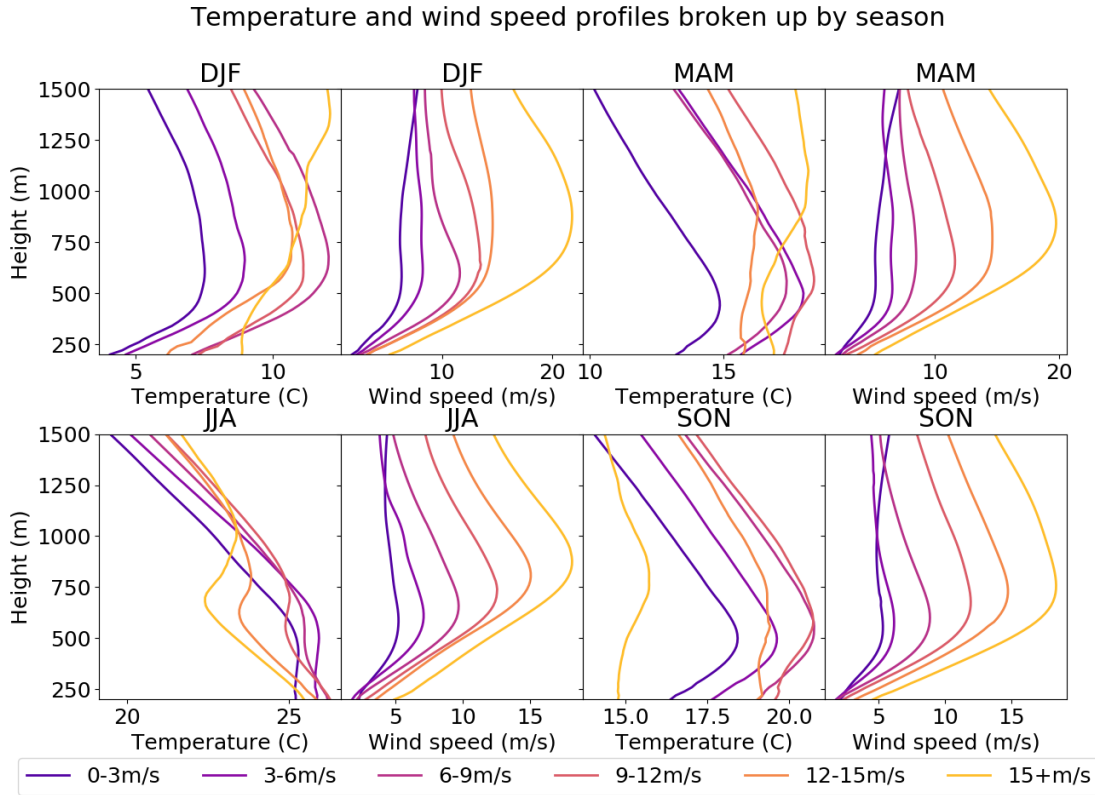 Temperature and wind speed profiles broken up by season
DJF DJF MAM MAM
1500
1250
1000
750
500
250
Height (m)
5 10 10 20 10 15 10 20
Temperature (C) Wind speed (m/s) Temperature (C) Wind speed (m/s)
JJA JJA SON SON
1500
1250
1000
750
500
250
Height (m)
20 25 5 10 15 15.0 17.5 20.0 5 10 15
Temperature (C) Wind speed (m/s) Temperature (C) Wind speed (m/s)
0-3m/s 3-6m/s 6-9m/s 9-12m/s 12-15m/s 15+m/s